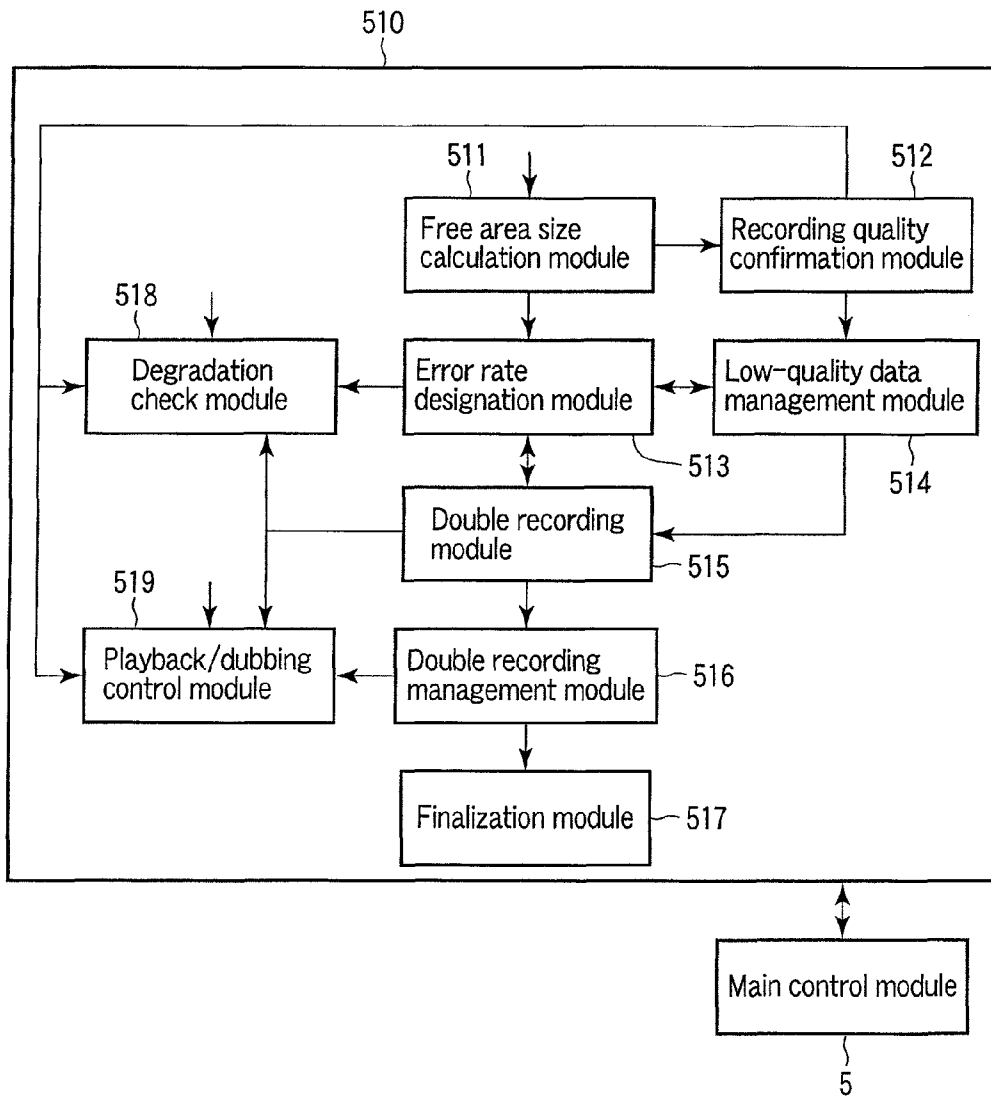 510
511
512
Free area size
calculation module
Recording quality
confirmation module
518
Degradation
check module
Error rate
designation module
Low-quality data
management module
513
514
Double recording
module
515
519
Playback/dubbing
control module
Double recording
management module
516
Finalization module
517
Main control module
5